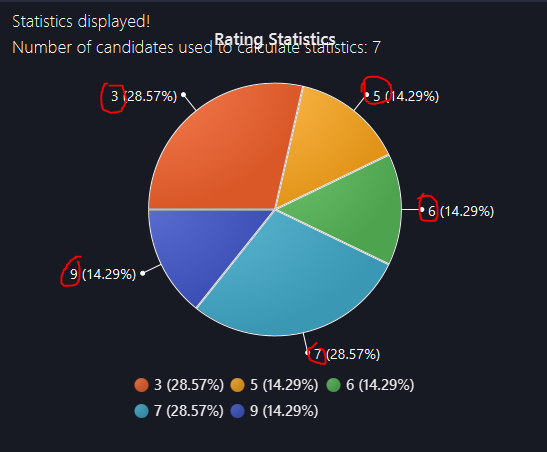 Statistics displayed!
Rating Statistics
Number of candidates used to calculate statistics: 7
3 (28.57%)
5 (14.29%)
6 (14.29%)
9 (14.29%)
7 (28.57%)
3 (28.57%) 5 (14.29%) 6 (14.29%)
7 (28.57%) 9 (14.29%)